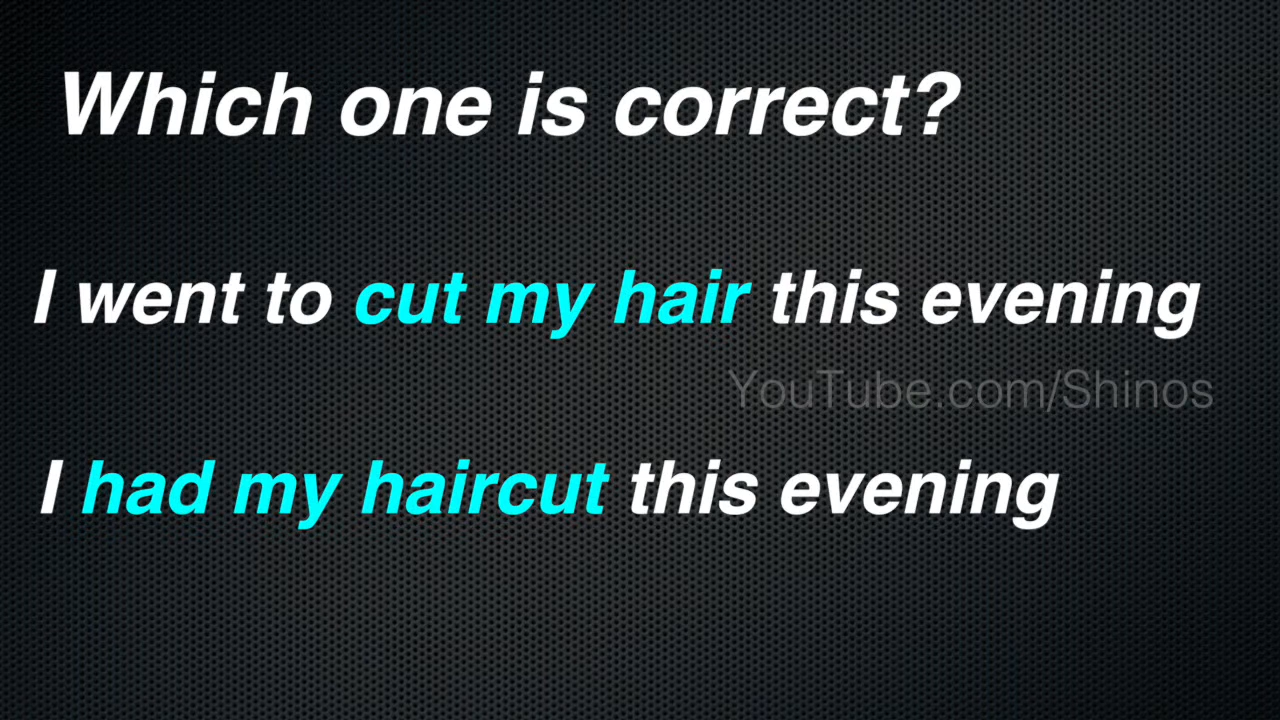 Which one is correct?
I went to cut my hair this evening
YouTube.com/Shinos
I had my haircut this evening